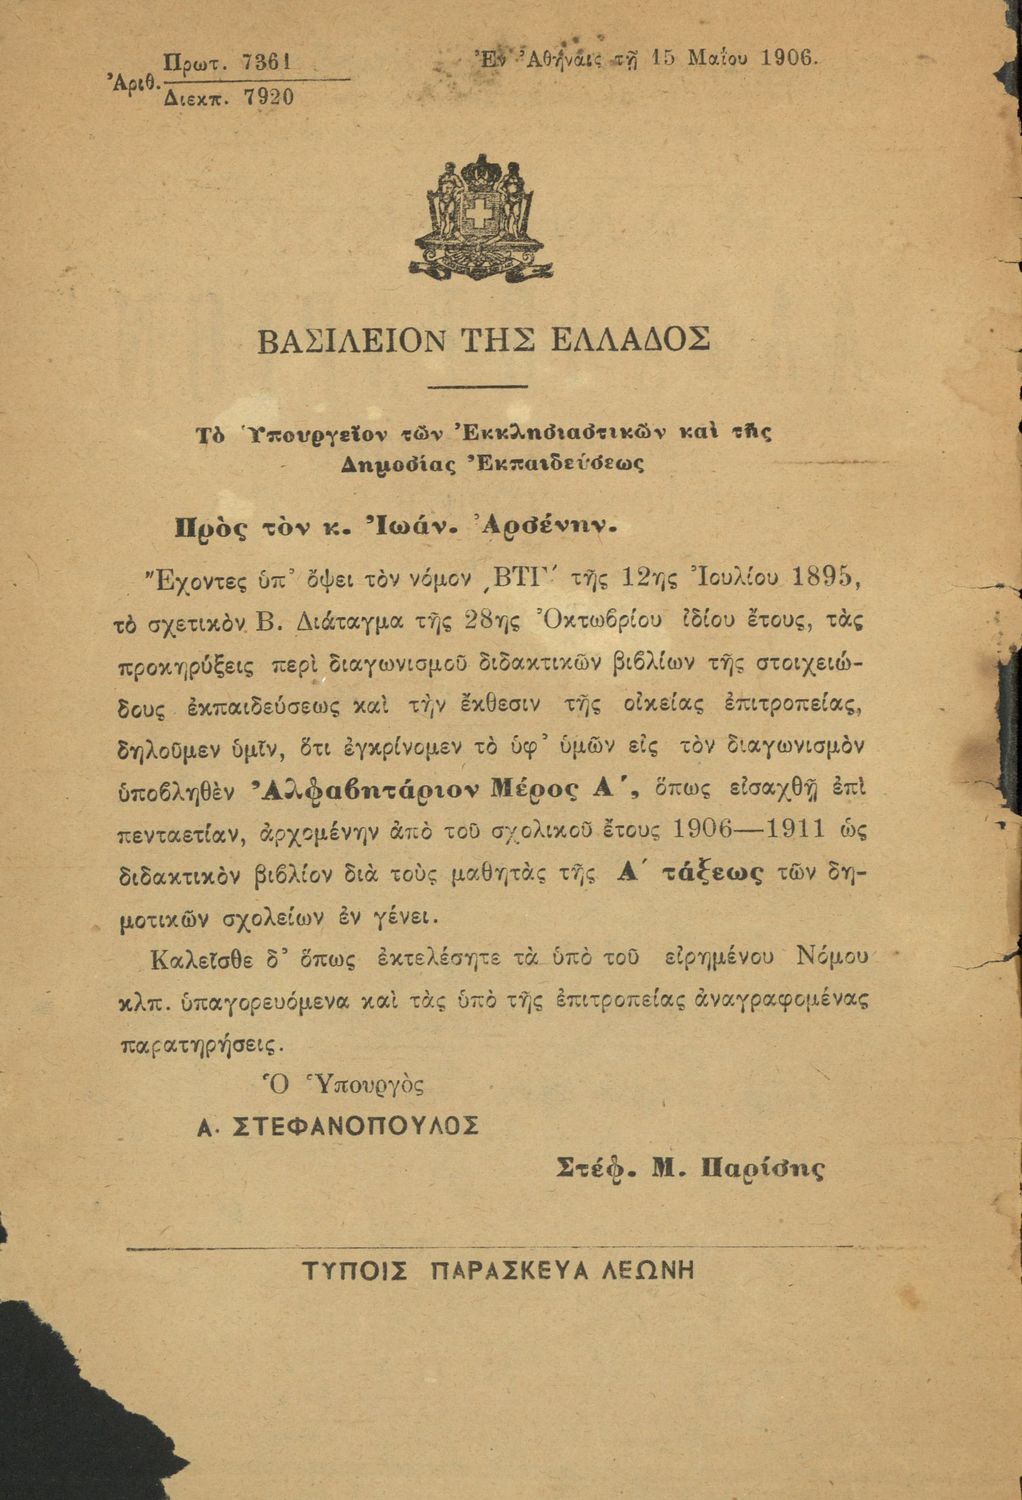 Ἀριθ. Πρωτ. 7361
Διεκπ. 7920
Ἐν Ἀθήναις τῇ 15 Μαΐου 1906.
ΒΑΣΙΛΕΙΟΝ ΤΗΣ ΕΛΛΑΔΟΣ
Τὸ Ὑπουργεῖον τῶν Ἐκκλησιαστικῶν καὶ τῆς
Δημοσίας Ἐκπαιδεύσεως
Πρὸς τὸν κ. Ἰωάν. Ἀρσένην.
Ἔχοντες ὑπ' ὄψει τὸν νόμον ͵ΒΤΓʹ τῆς 12ης Ἰουλίου 1895,
τὸ σχετικὸν Β. Διάταγμα τῆς 28ης Ὀκτωβρίου ἰδίου ἔτους, τὰς
προκηρύξεις περὶ διαγωνισμοῦ διδακτικῶν βιβλίων τῆς στοιχειώ-
δους ἐκπαιδεύσεως καὶ τὴν ἔκθεσιν τῆς οἰκείας ἐπιτροπείας,
δηλοῦμεν ὑμῖν, ὅτι ἐγκρίνομεν τὸ ὑφ' ὑμῶν εἰς τὸν διαγωνισμὸν
ὑποβληθὲν Ἀλφαβητάριον Μέρος Αʹ, ὅπως εἰσαχθῇ ἐπὶ
πενταετίαν, ἀρχομένην ἀπὸ τοῦ σχολικοῦ ἔτους 1906—1911 ὡς
διδακτικὸν βιβλίον διὰ τοὺς μαθητὰς τῆς Αʹ τάξεως τῶν δη-
μοτικῶν σχολείων ἐν γένει.
Καλεῖσθε δ' ὅπως ἐκτελέσητε τὰ ὑπὸ τοῦ εἰρημένου Νόμου
κλπ. ὑπαγορευόμενα καὶ τὰς ὑπὸ τῆς ἐπιτροπείας ἀναγραφομένας
παρατηρήσεις.
Ὁ Ὑπουργὸς
Α. ΣΤΕΦΑΝΟΠΟΥΛΟΣ
Στέφ. Μ. Παρίσης
ΤΥΠΟΙΣ ΠΑΡΑΣΚΕΥΑ ΛΕΩΝΗ